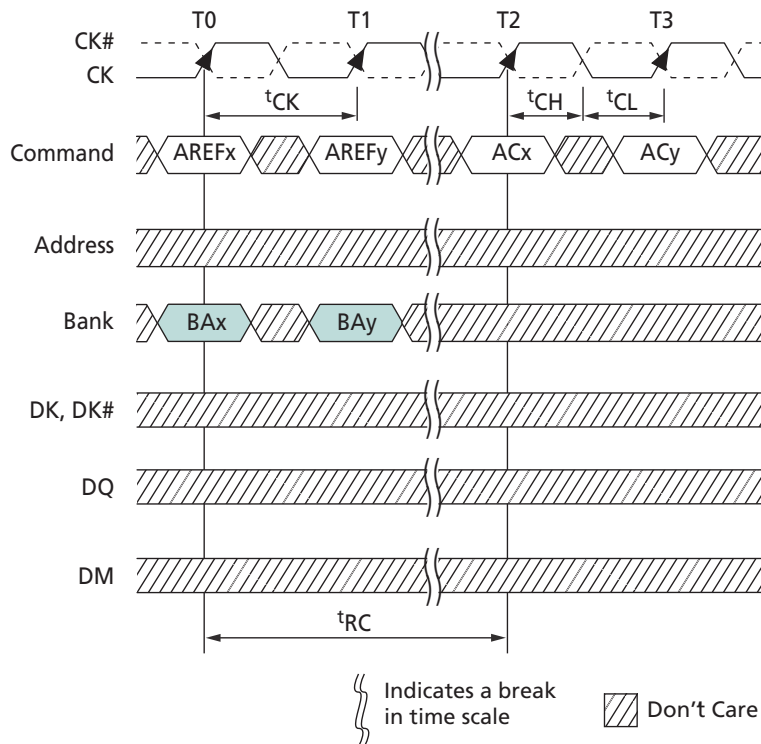 T0 T1 T2 T3
CK#
CK
tCK tCH tCL
Command AREFx AREFy ACx ACy
Address
Bank BAx BAy
DK, DK#
DQ
DM
tRC
Indicates a break
in time scale
Don't Care